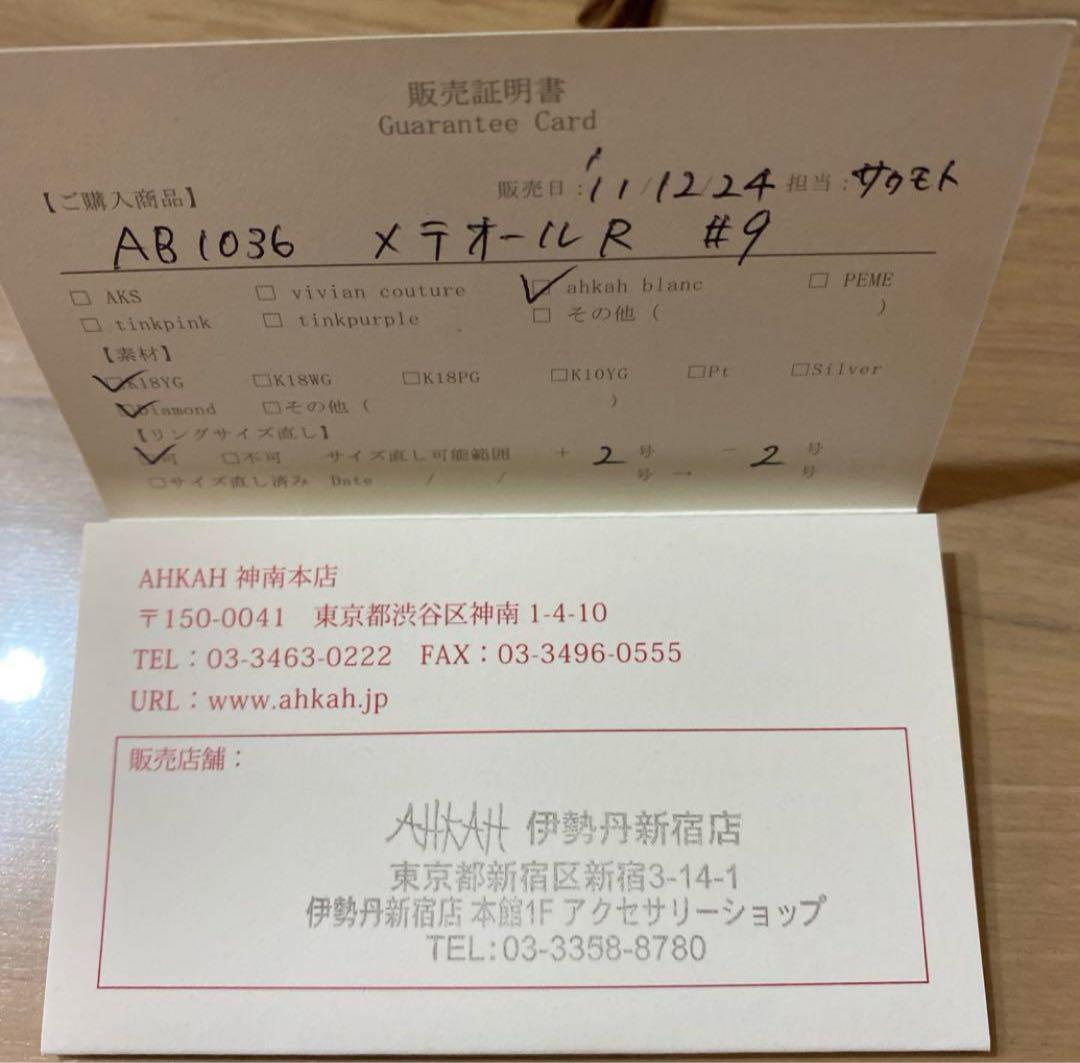 販売証明書
Guarantee Card
【ご購入商品】 販売日:'11/12/24 担当:サクモト
AB1036 メテオールR #9
□ AKS □ vivian couture ☑ ahkah blanc □ PEME
□ tinkpink □ tinkpurple □ その他 ( )
【素材】
☑K18YG □K18WG □K18PG □K10YG □Pt □Silver
☑Diamond □その他 ( )
【リングサイズ直し】
☑可 □不可 サイズ直し可能範囲 + 2 号 − 2 号
□サイズ直し済み Date / / 号 → 号
AHKAH 神南本店
〒150-0041 東京都渋谷区神南 1-4-10
TEL:03-3463-0222 FAX:03-3496-0555
URL:www.ahkah.jp
販売店舗:
AHKAH 伊勢丹新宿店
東京都新宿区新宿3-14-1
伊勢丹新宿店 本館1F アクセサリーショップ
TEL:03-3358-8780